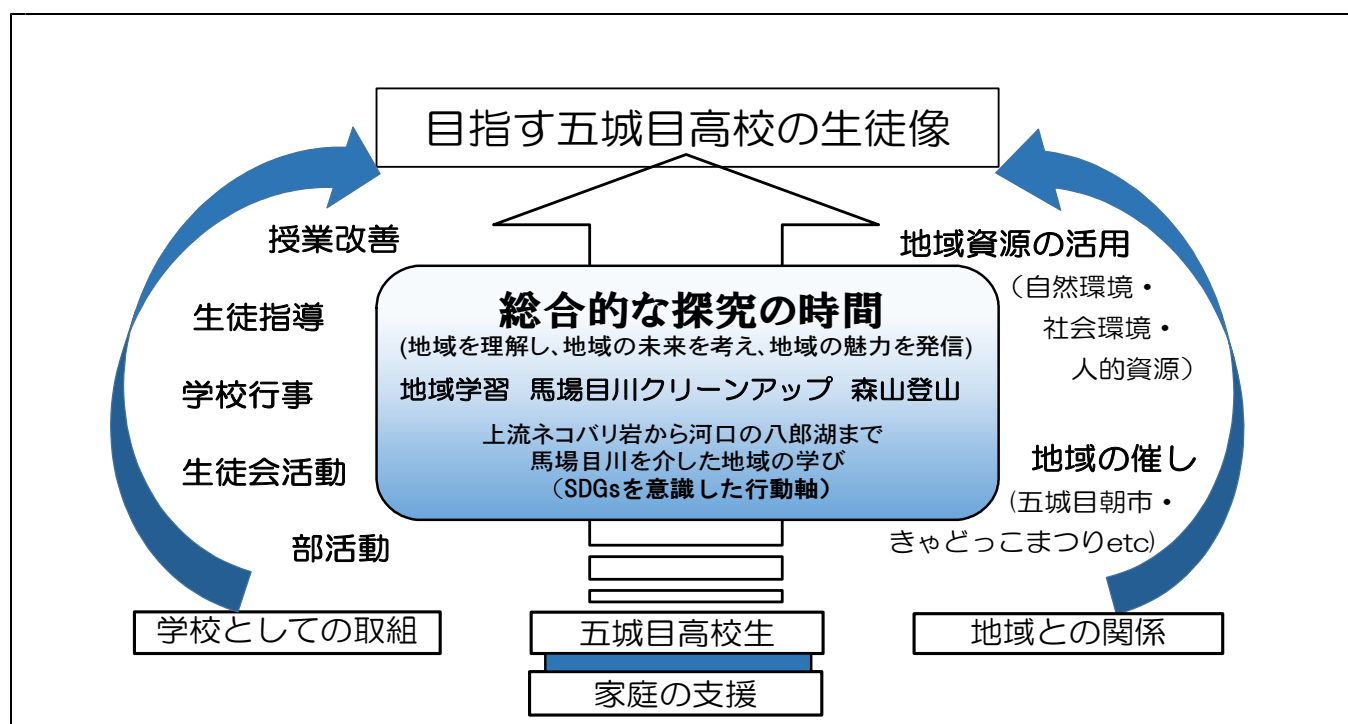 目指す五城目高校の生徒像
授業改善
生徒指導
学校行事
生徒会活動
部活動
学校としての取組
総合的な探究の時間
(地域を理解し、地域の未来を考え、地域の魅力を発信)
地域学習 馬場目川クリーンアップ 森山登山
上流ネコバリ岩から河口の八郎湖まで
馬場目川を介した地域の学び
（SDGsを意識した行動軸）
五城目高校生
家庭の支援
地域資源の活用
（自然環境・
社会環境・
人的資源）
地域の催し
(五城目朝市・
きゃどっこまつりetc)
地域との関係